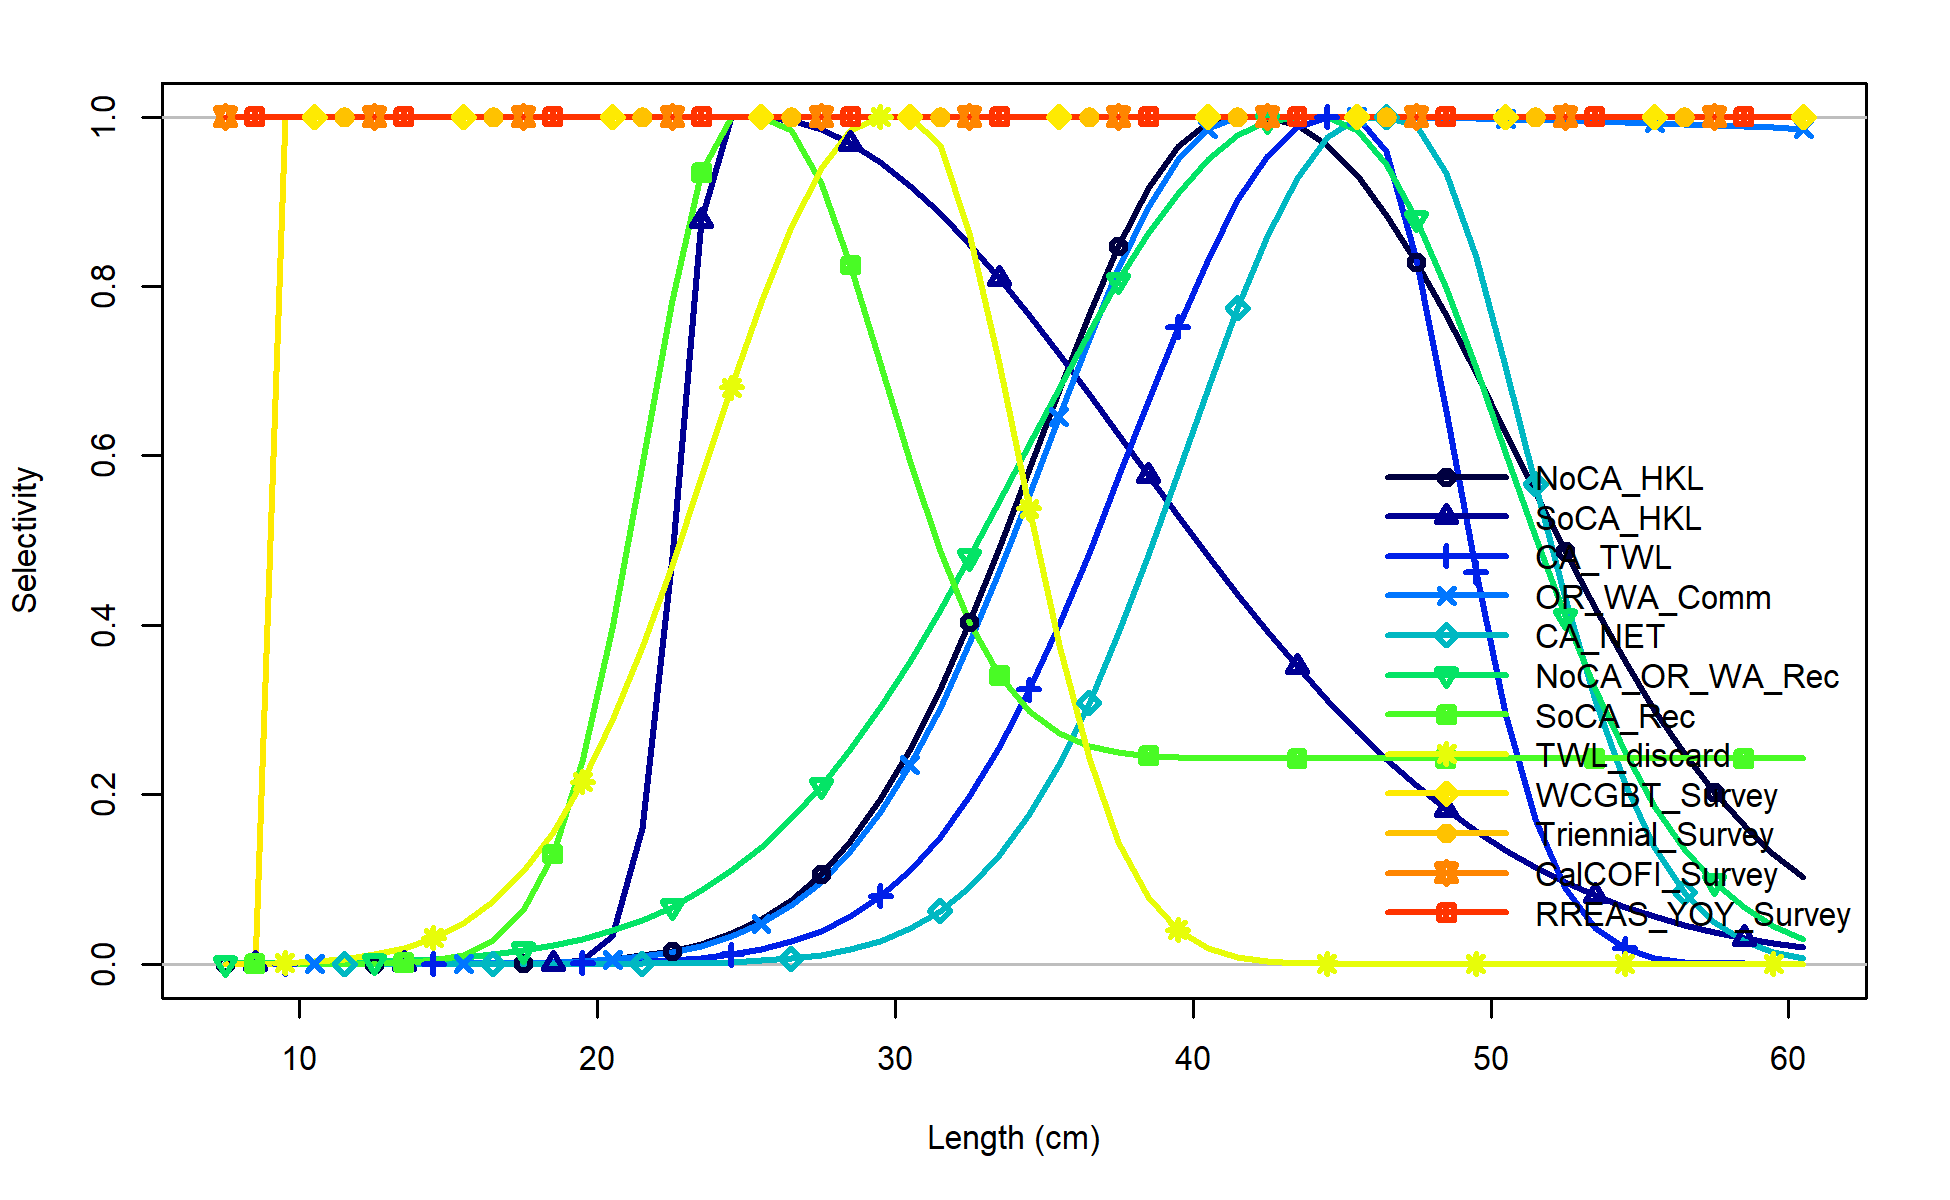 1.0
0.8
0.6
0.4
0.2
0.0
Selectivity
NoCA_HKL
SoCA_HKL
CA_TWL
OR_WA_Comm
CA_NET
NoCA_OR_WA_Rec
SoCA_Rec
TWL_discard
WCGBT_Survey
Triennial_Survey
CalCOFI_Survey
RREAS_YOY_Survey
10 20 30 40 50 60
Length (cm)